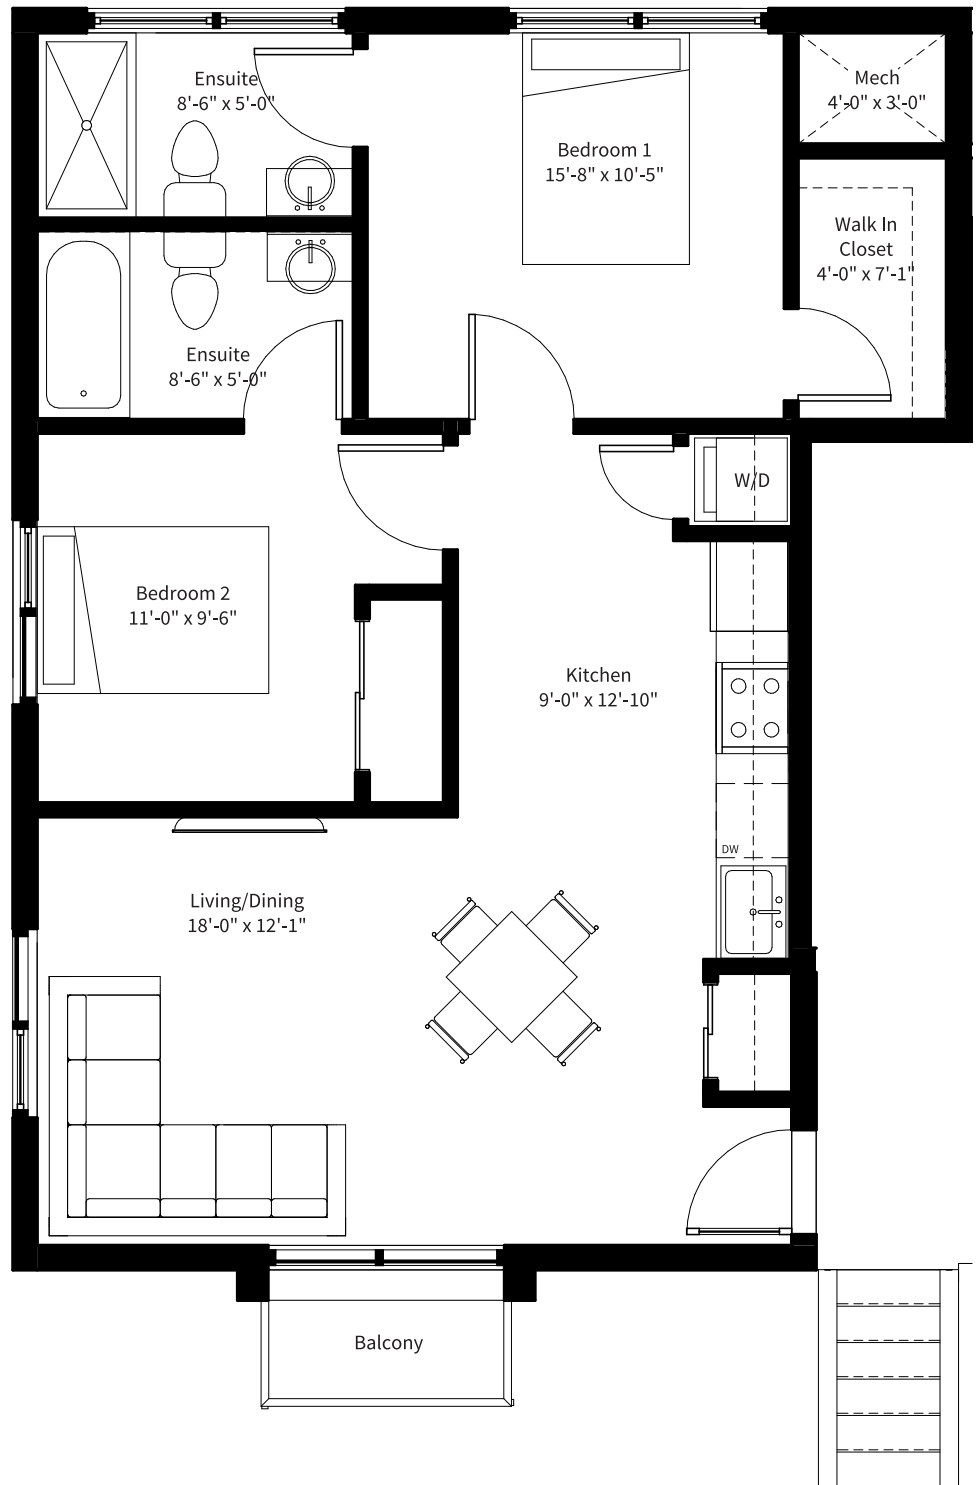 Ensuite
8'-6" x 5'-0"
Bedroom 1
15'-8" x 10'-5"
Mech
4'-0" x 3'-0"
Walk In
Closet
4'-0" x 7'-1"
Ensuite
8'-6" x 5'-0"
W/D
Bedroom 2
11'-0" x 9'-6"
Kitchen
9'-0" x 12'-10"
DW
Living/Dining
18'-0" x 12'-1"
Balcony